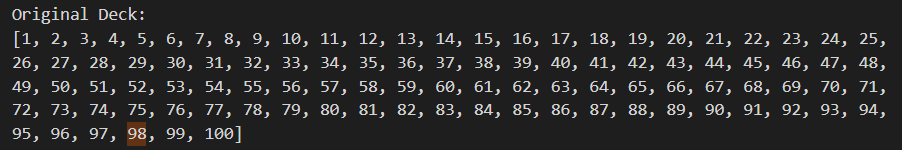 Original Deck:
[1, 2, 3, 4, 5, 6, 7, 8, 9, 10, 11, 12, 13, 14, 15, 16, 17, 18, 19, 20, 21, 22, 23, 24, 25,
26, 27, 28, 29, 30, 31, 32, 33, 34, 35, 36, 37, 38, 39, 40, 41, 42, 43, 44, 45, 46, 47, 48,
49, 50, 51, 52, 53, 54, 55, 56, 57, 58, 59, 60, 61, 62, 63, 64, 65, 66, 67, 68, 69, 70, 71,
72, 73, 74, 75, 76, 77, 78, 79, 80, 81, 82, 83, 84, 85, 86, 87, 88, 89, 90, 91, 92, 93, 94,
95, 96, 97, 98, 99, 100]